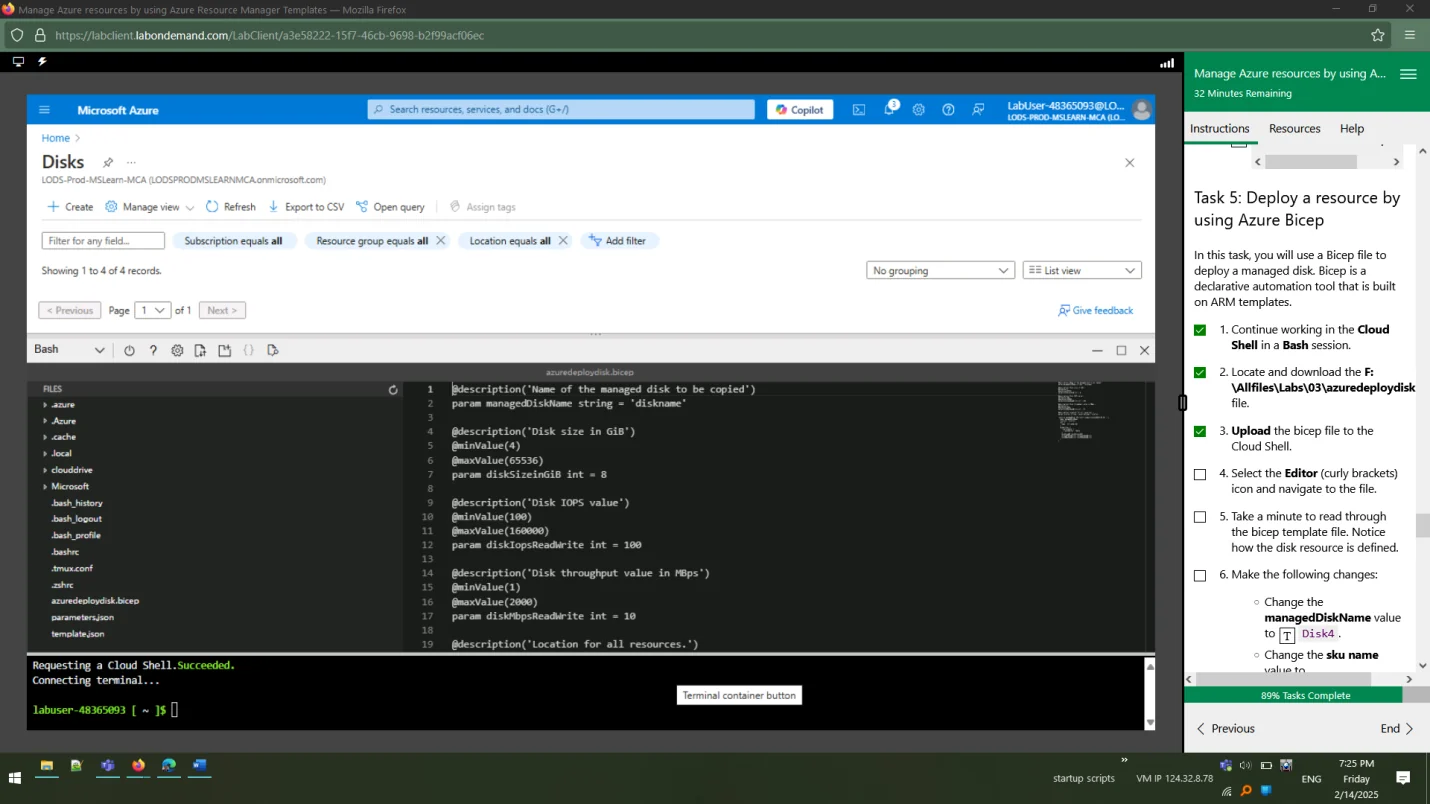 Manage Azure resources by using Azure Resource Manager Templates — Mozilla Firefox
https://labclient.labondemand.com/LabClient/a3e58222-15f7-46cb-9698-b2f99acf06ec
Microsoft Azure
Search resources, services, and docs (G+/)
Copilot
3
LabUser-48365093@LO...
LODS-PROD-MSLEARN-MCA (LO...
Home
Disks
LODS-Prod-MSLearn-MCA (LODSPRODMSLEARNMCA.onmicrosoft.com)
Create
Manage view
Refresh
Export to CSV
Open query
Assign tags
Filter for any field...
Subscription equals all
Resource group equals all
Location equals all
Add filter
Showing 1 to 4 of 4 records.
No grouping
List view
< Previous
Page
1
of 1
Next >
Give feedback
Bash
azuredeploydisk.bicep
FILES
.azure
.Azure
.cache
.local
clouddrive
Microsoft
.bash_history
.bash_logout
.bash_profile
.bashrc
.tmux.conf
.zshrc
azuredeploydisk.bicep
parameters.json
template.json
1 @description('Name of the managed disk to be copied')
2 param managedDiskName string = 'diskname'
3
4 @description('Disk size in GiB')
5 @minValue(4)
6 @maxValue(65536)
7 param diskSizeinGiB int = 8
8
9 @description('Disk IOPS value')
10 @minValue(100)
11 @maxValue(160000)
12 param diskIopsReadWrite int = 100
13
14 @description('Disk throughput value in MBps')
15 @minValue(1)
16 @maxValue(2000)
17 param diskMbpsReadWrite int = 10
18
19 @description('Location for all resources.')
Requesting a Cloud Shell.Succeeded.
Connecting terminal...
labuser-48365093 [ ~ ]$
Terminal container button
Manage Azure resources by using A...
32 Minutes Remaining
Instructions
Resources
Help
Task 5: Deploy a resource by
using Azure Bicep
In this task, you will use a Bicep file to
deploy a managed disk. Bicep is a
declarative automation tool that is built
on ARM templates.
1. Continue working in the Cloud
Shell in a Bash session.
2. Locate and download the F:
\Allfiles\Labs\03\azuredeploydisk
file.
3. Upload the bicep file to the
Cloud Shell.
4. Select the Editor (curly brackets)
icon and navigate to the file.
5. Take a minute to read through
the bicep template file. Notice
how the disk resource is defined.
6. Make the following changes:
Change the
managedDiskName value
to T Disk4.
Change the sku name
value to
89% Tasks Complete
Previous
End
startup scripts
VM IP 124.32.8.78
ENG
7:25 PM
Friday
2/14/2025